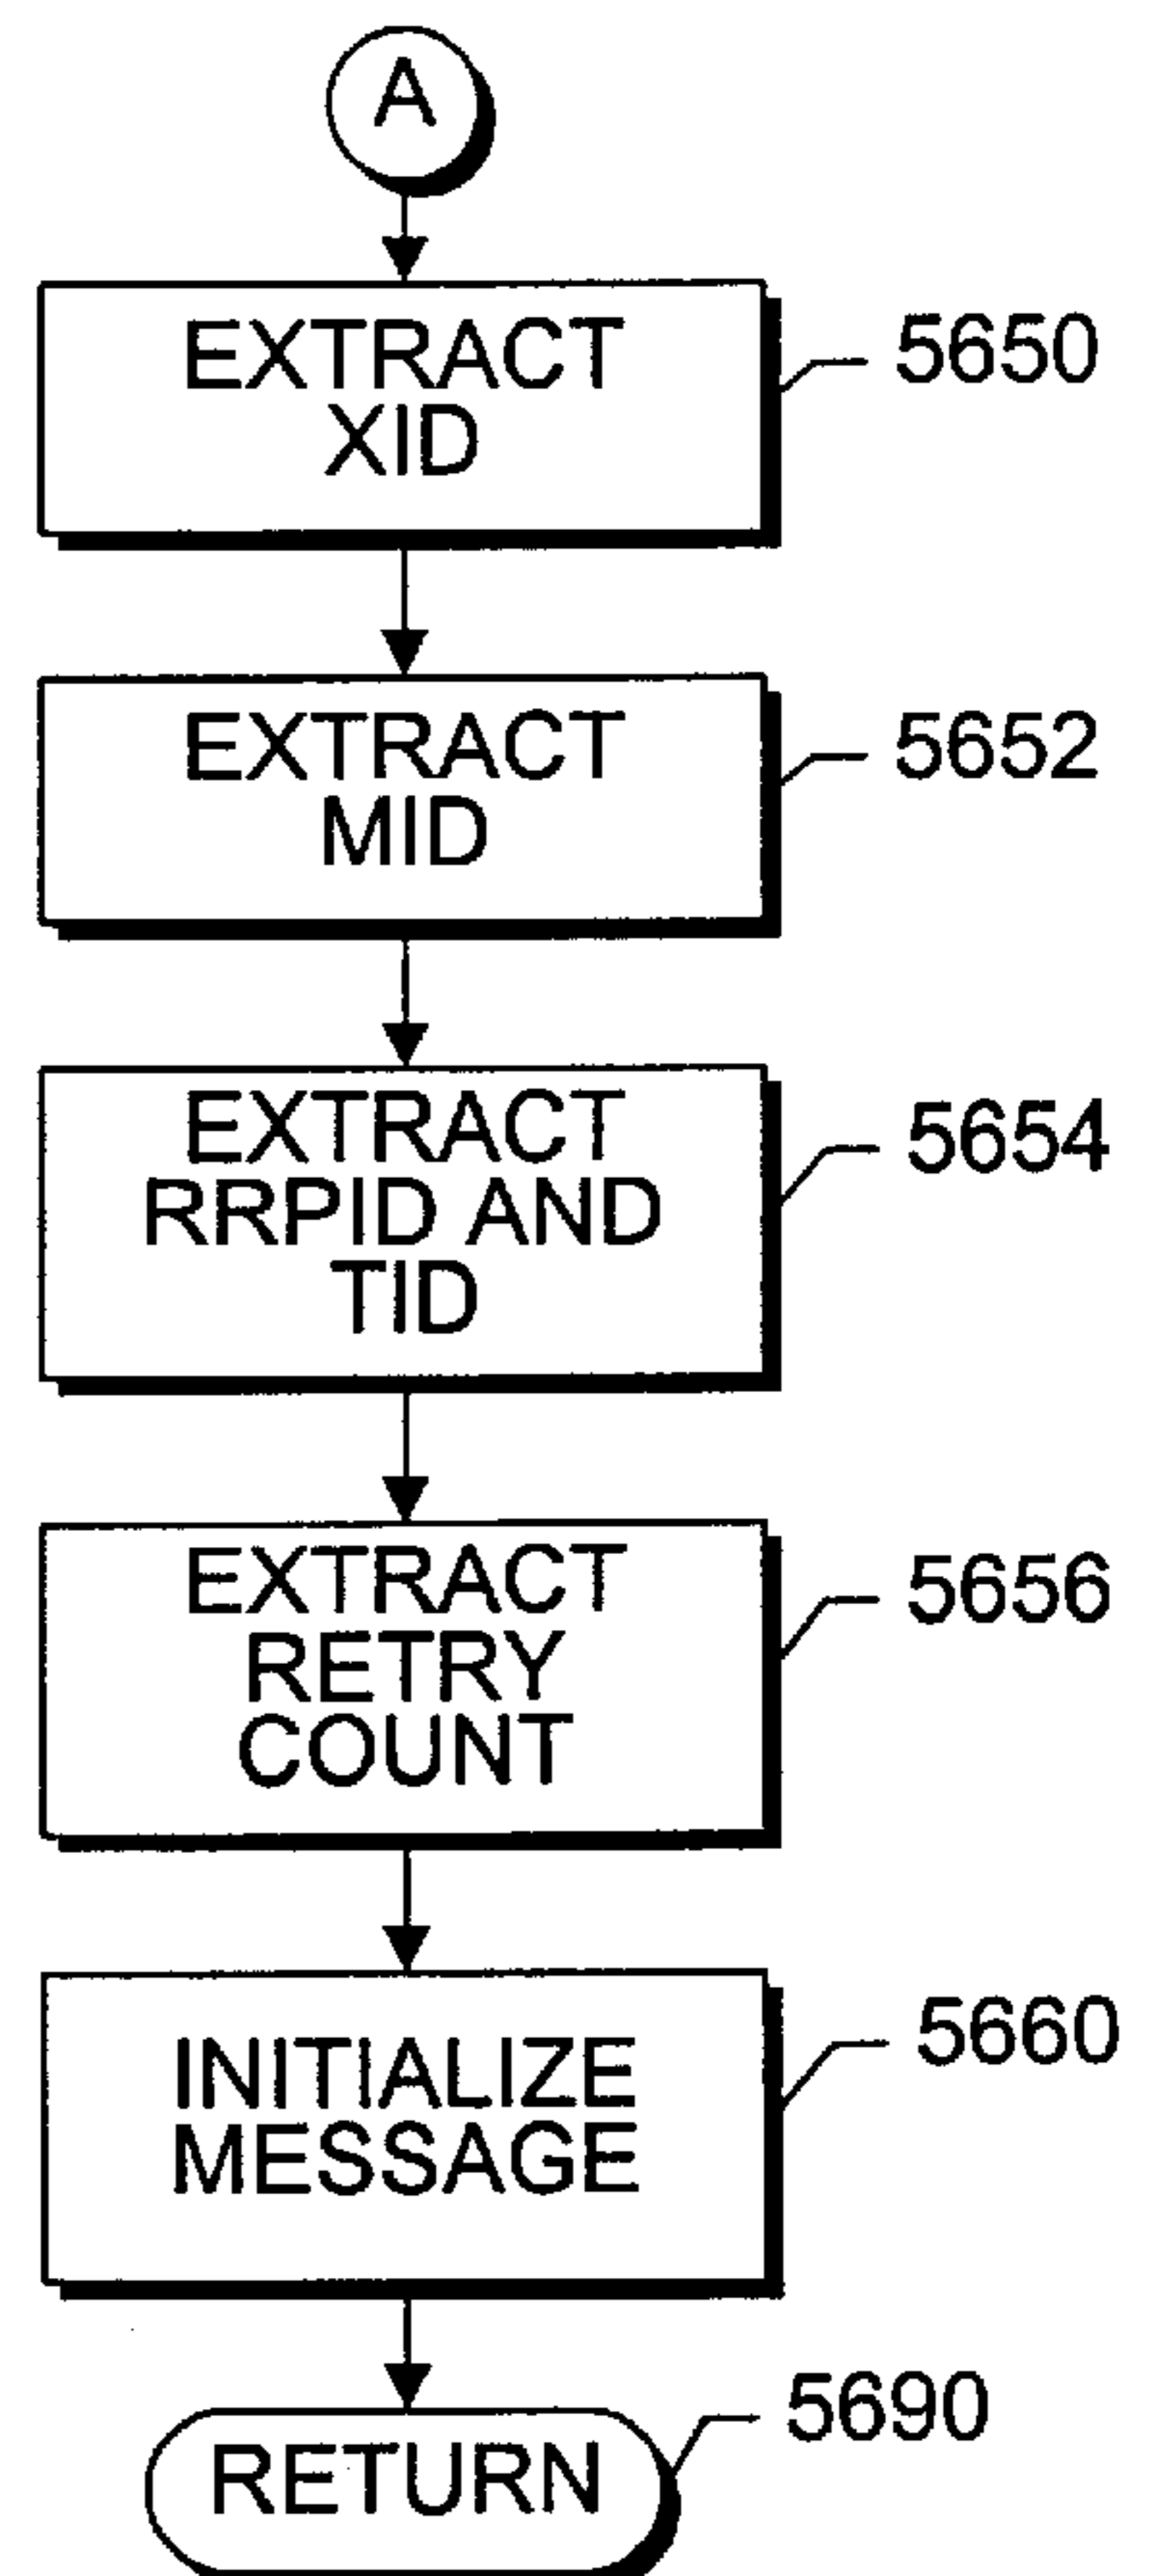 A
EXTRACT
XID
5650
EXTRACT
MID
5652
EXTRACT
RRPID AND
TID
5654
EXTRACT
RETRY
COUNT
5656
INITIALIZE
MESSAGE
5660
RETURN
5690